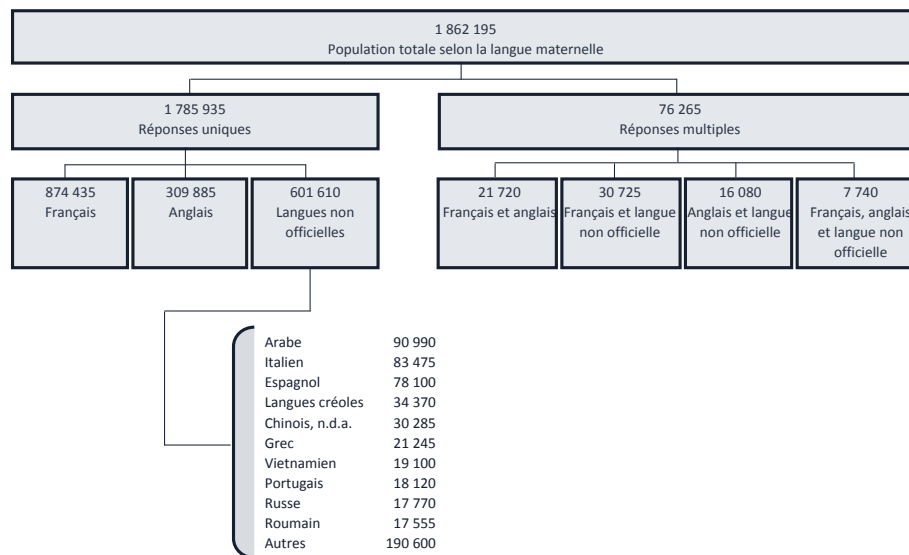 1 862 195
Population totale selon la langue maternelle
1 785 935
Réponses uniques
76 265
Réponses multiples
874 435
Français
309 885
Anglais
601 610
Langues non
officielles
21 720
Français et anglais
30 725
Français et langue
non officielle
16 080
Anglais et langue
non officielle
7 740
Français, anglais
et langue non
officielle
Arabe 90 990
Italien 83 475
Espagnol 78 100
Langues créoles 34 370
Chinois, n.d.a. 30 285
Grec 21 245
Vietnamien 19 100
Portugais 18 120
Russe 17 770
Roumain 17 555
Autres 190 600